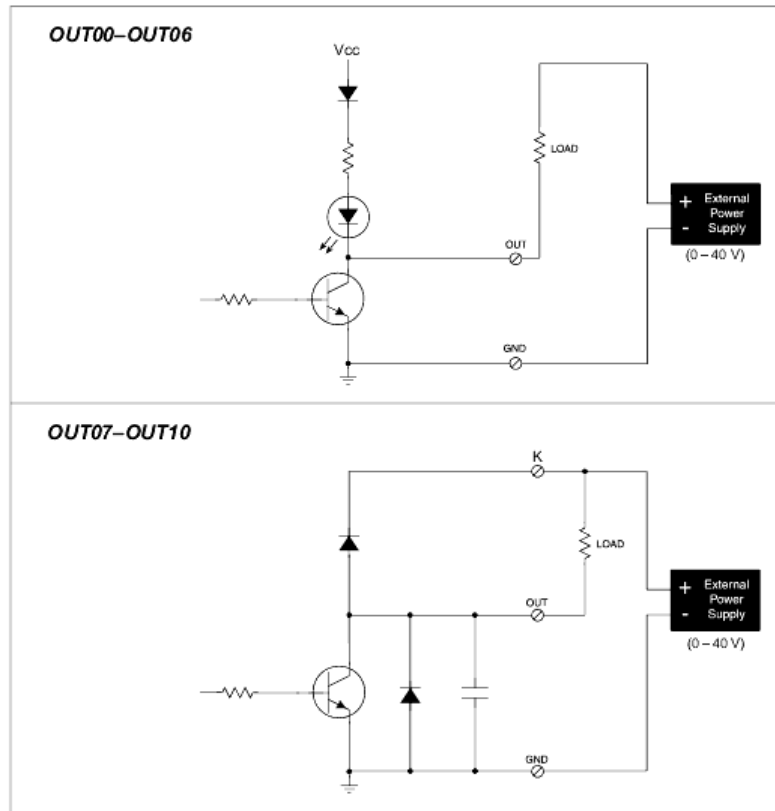 OUT00–OUT06
Vcc
LOAD
+ External
Power
- Supply
(0 – 40 V)
OUT
GND
OUT07–OUT10
K
LOAD
+ External
Power
- Supply
(0 – 40 V)
OUT
GND